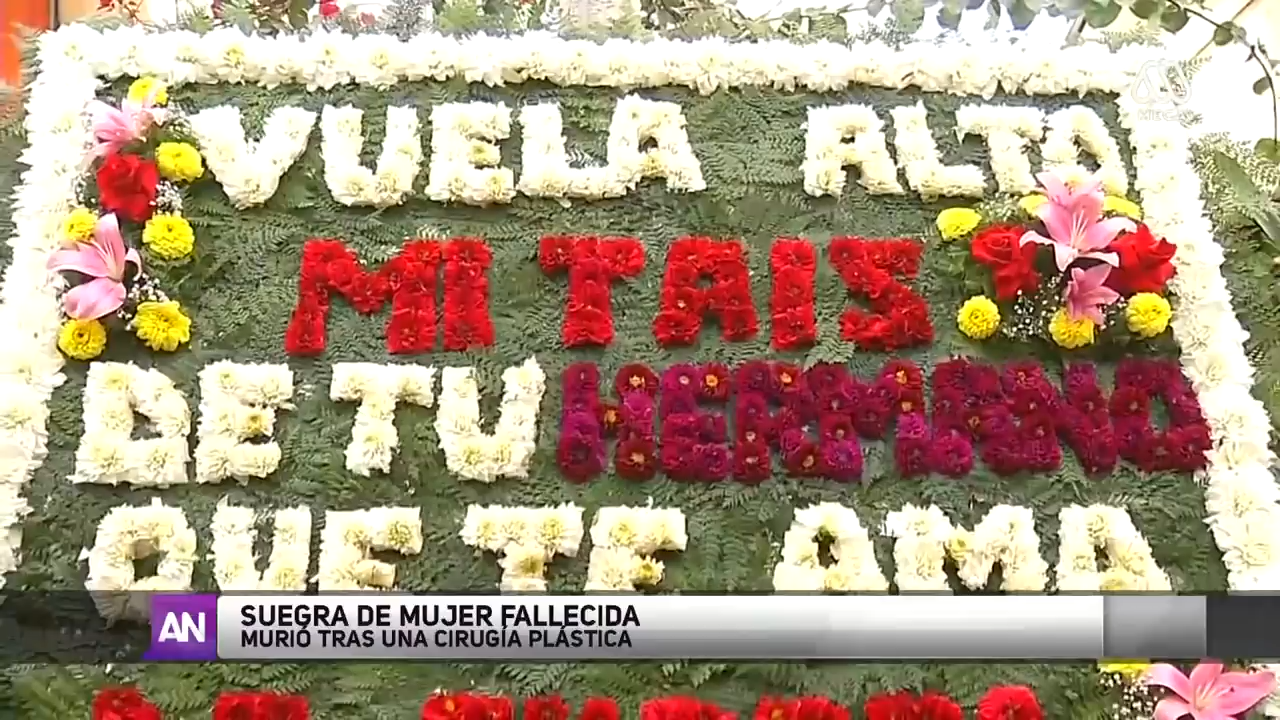 VUELA ALTO
MI TAIS
DE TU HERMANO
QUE TE AMA
AN
SUEGRA DE MUJER FALLECIDA
MURIÓ TRAS UNA CIRUGÍA PLÁSTICA